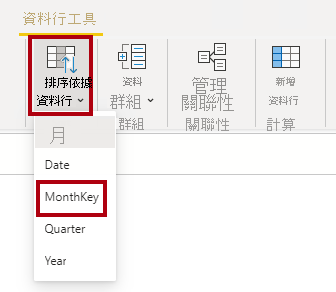 資料行工具
排序依據
資料行
資料
群組
群組
管理
關聯性
關聯性
新增
資料行
計算
月
Date
MonthKey
Quarter
Year